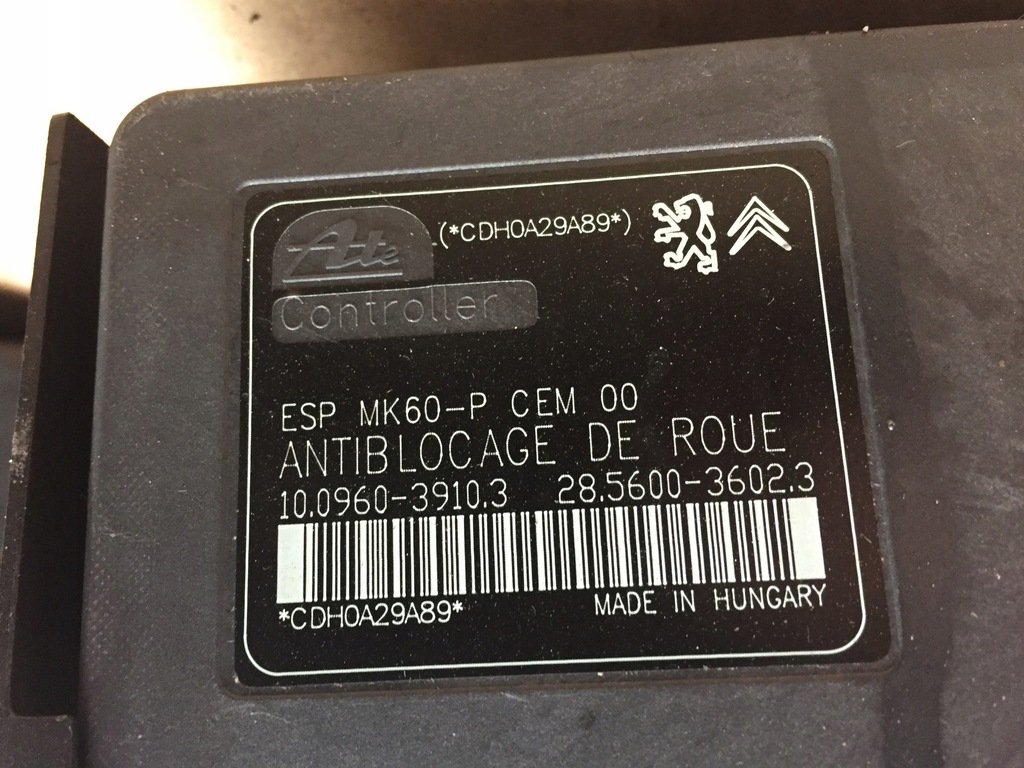 Ate
(*CDH0A29A89*)
Controller
ESP MK60-P CEM 00
ANTIBLOCAGE DE ROUE
10.0960-3910.3 28.5600-3602.3
*CDH0A29A89*
MADE IN HUNGARY